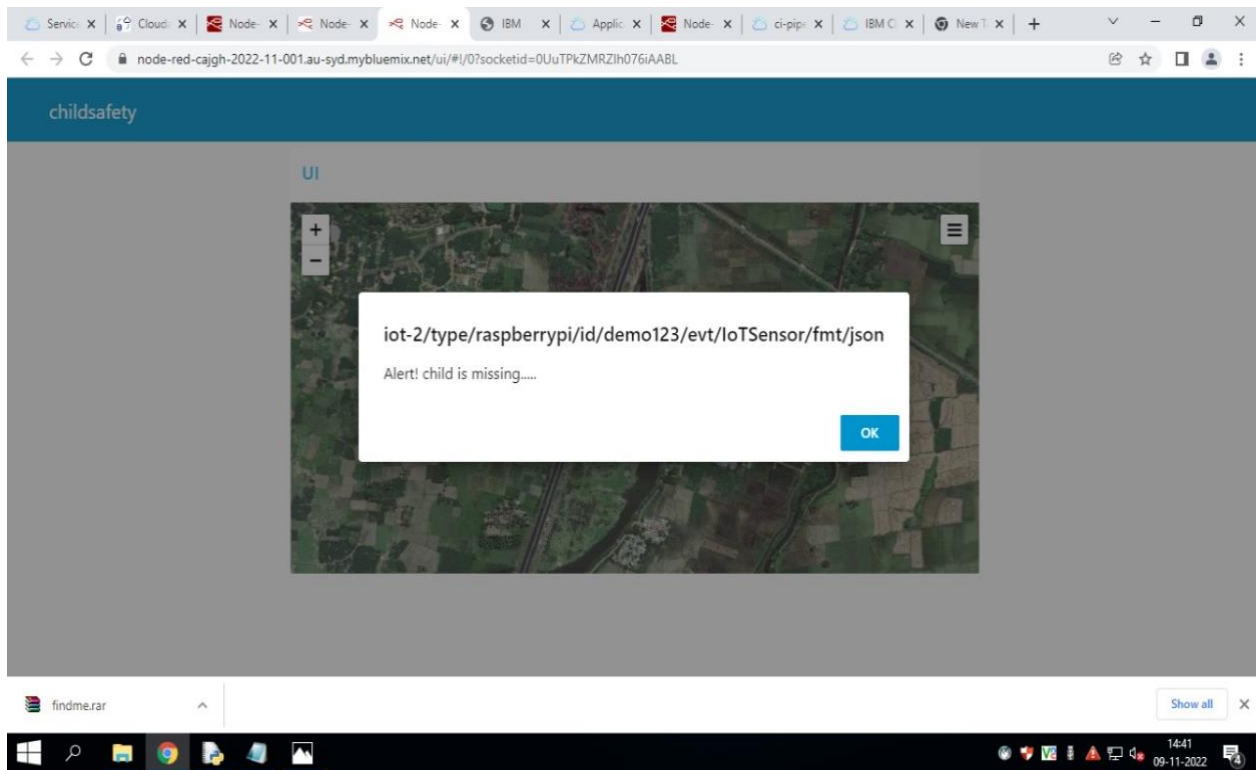 Servic
Cloud
Node-
Node-
Node-
IBM
Applic
Node-
ci-pip
IBM C
New T
node-red-cajgh-2022-11-001.au-syd.mybluemix.net/ui/#!/0?socketid=0UuTPkZMRZIh076iAABL
childsafety
UI
+
−
iot-2/type/raspberrypi/id/demo123/evt/IoTSensor/fmt/json
Alert! child is missing.....
OK
findme.rar
Show all
14:41
09-11-2022